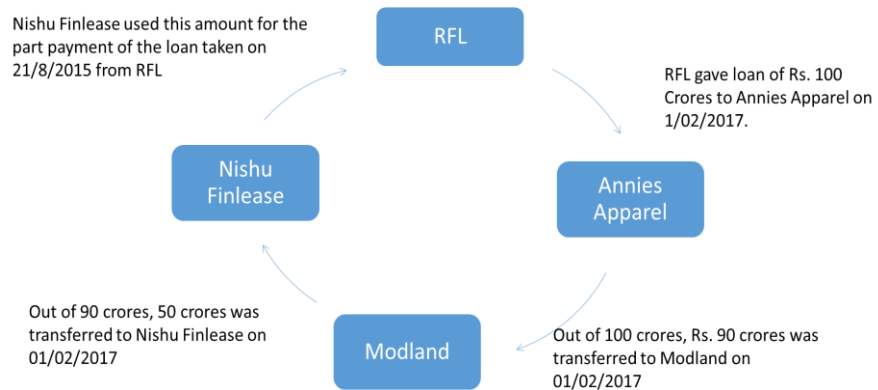 Nishu Finlease used this amount for the
part payment of the loan taken on
21/8/2015 from RFL
RFL
RFL gave loan of Rs. 100
Crores to Annies Apparel on
1/02/2017.
Nishu
Finlease
Annies
Apparel
Out of 90 crores, 50 crores was
transferred to Nishu Finlease on
01/02/2017
Modland
Out of 100 crores, Rs. 90 crores was
transferred to Modland on
01/02/2017